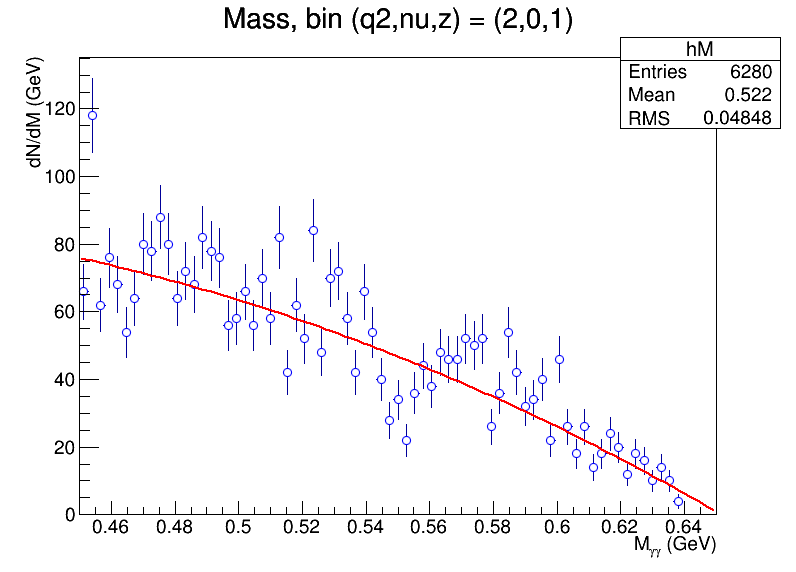 Mass, bin (q2,nu,z) = (2,0,1)
hM
Entries 6280
Mean 0.522
RMS 0.04848
dN/dM (GeV)
120
100
80
60
40
20
0
0.46 0.48 0.5 0.52 0.54 0.56 0.58 0.6 0.62 0.64
Mγγ (GeV)